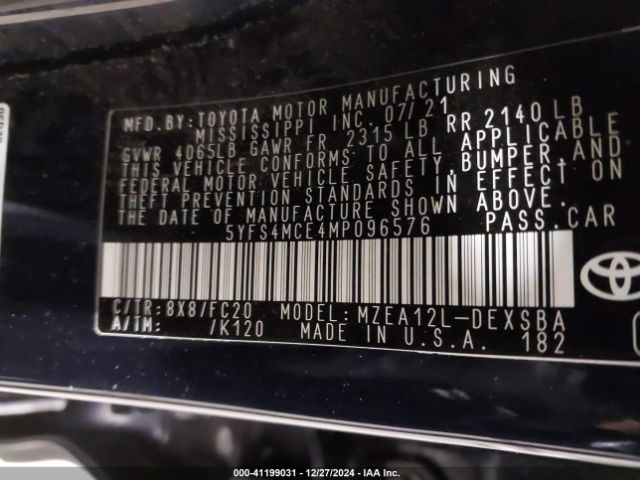 MFD.BY:TOYOTA MOTOR MANUFACTURING
MISSISSIPPI INC. 07/21
GVWR 4065LB GAWR FR 2315 LB RR 2140 LB
THIS VEHICLE CONFORMS TO ALL APPLICABLE
FEDERAL MOTOR VEHICLE SAFETY,BUMPER,AND
THEFT PREVENTION STANDARDS IN EFFECT ON
THE DATE OF MANUFACTURE SHOWN ABOVE.
5YFS4MCE4MP096576 PASS.CAR
C/TR:8X8/FC20 MODEL:MZEA12L-DEXSBA
A/TM: /K120 MADE IN U.S.A. 182
000-41199031 — 12/27/2024 — IAA Inc.